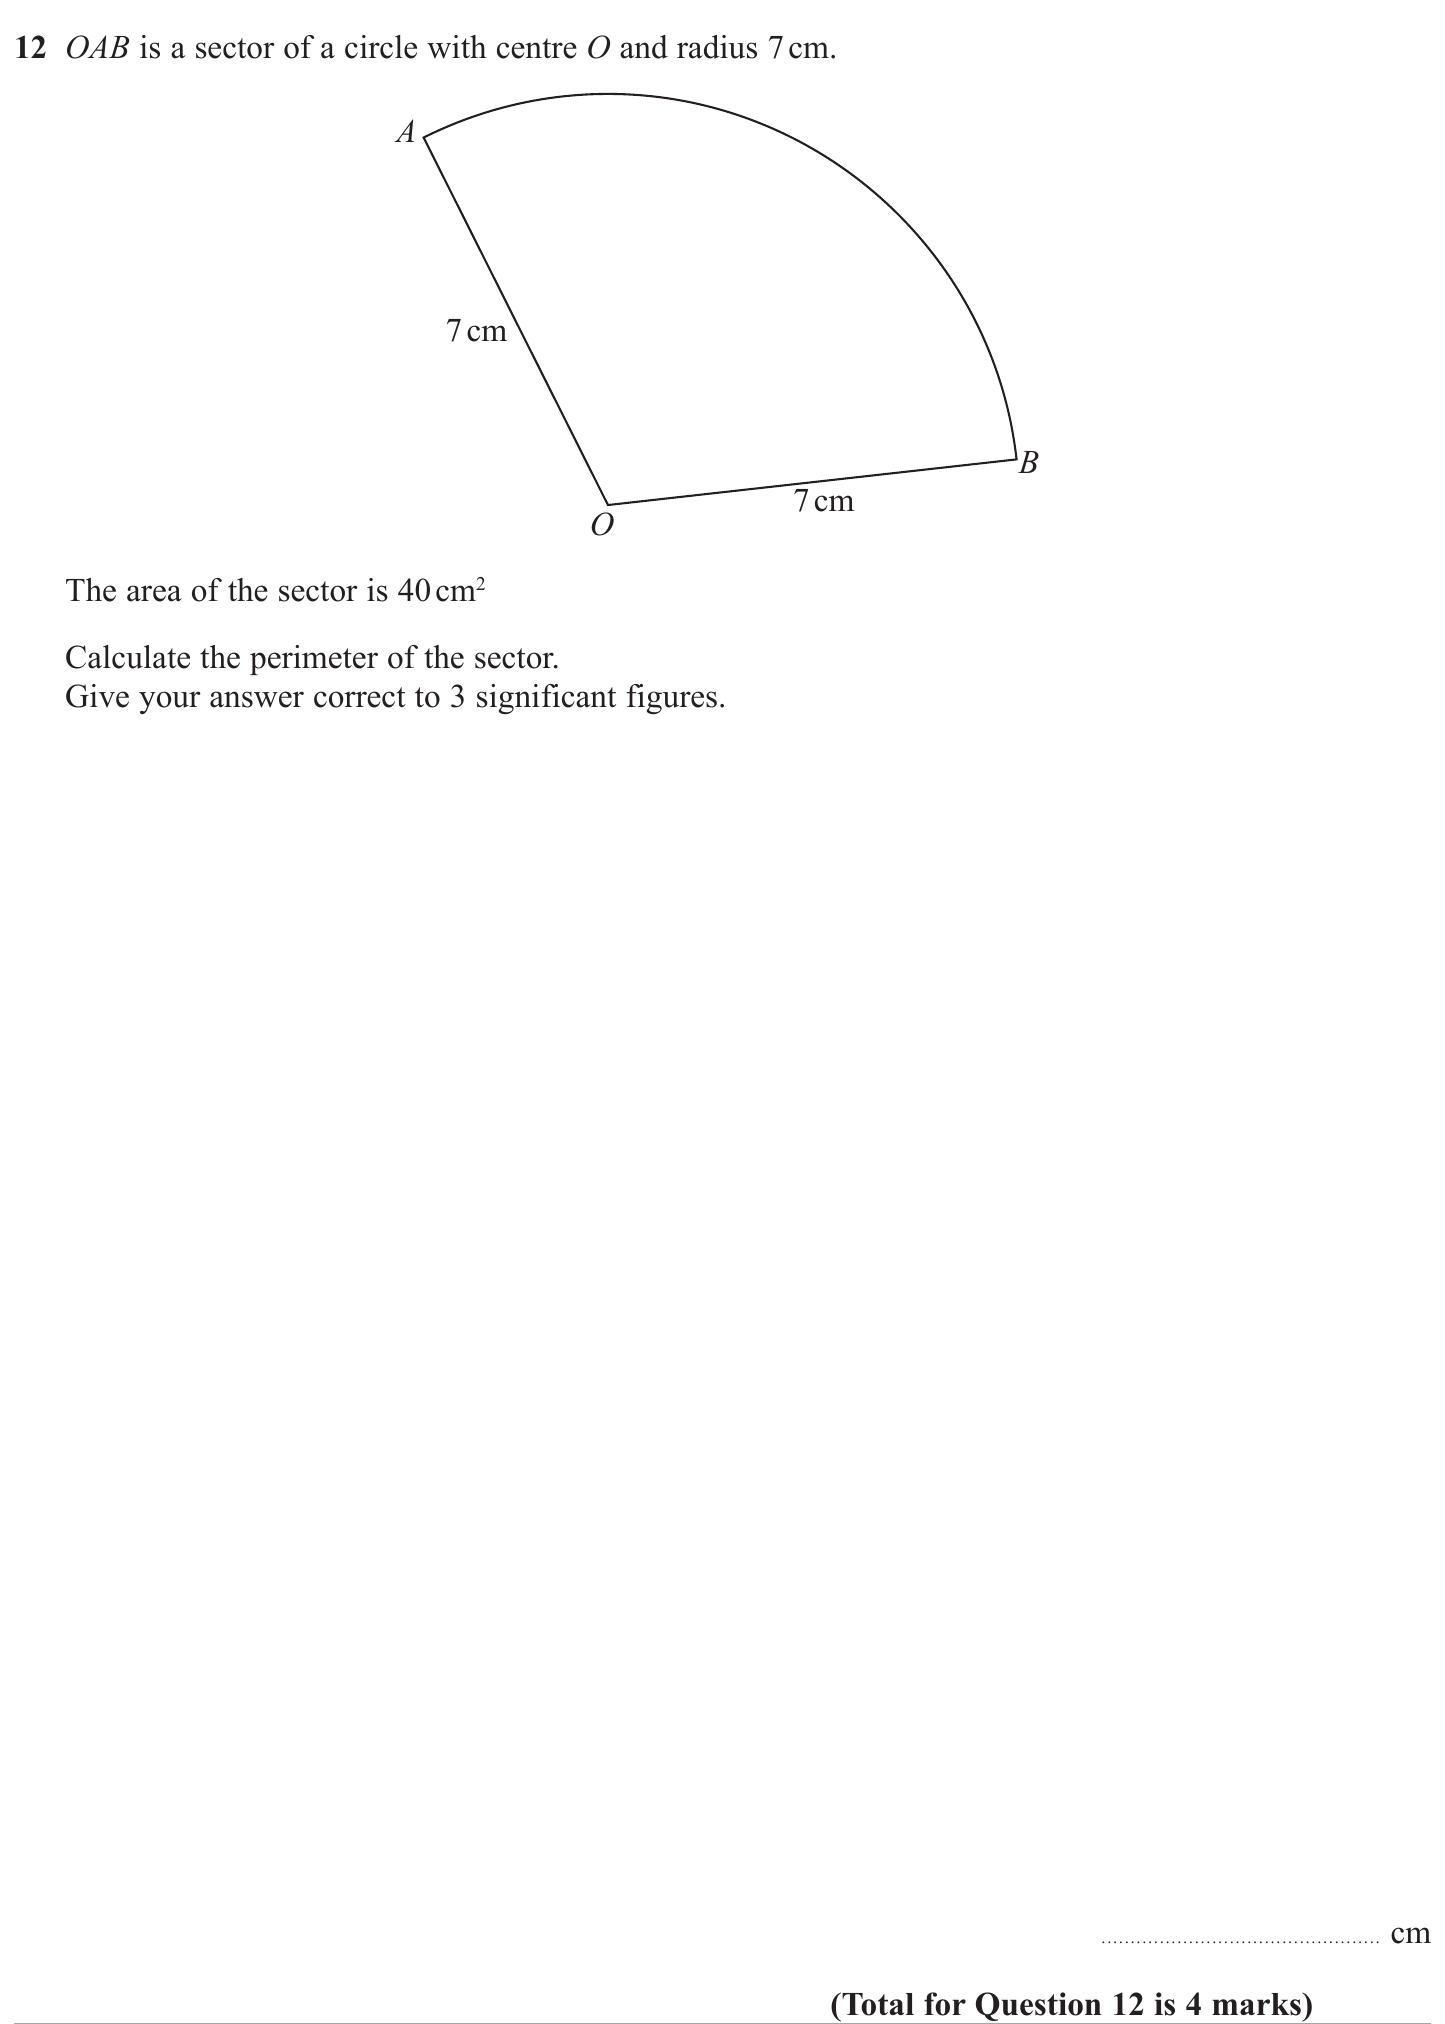 12 OAB is a sector of a circle with centre O and radius 7 cm.
A
7 cm
B
7 cm
O
The area of the sector is 40 cm²
Calculate the perimeter of the sector.
Give your answer correct to 3 significant figures.
.............................................. cm
(Total for Question 12 is 4 marks)